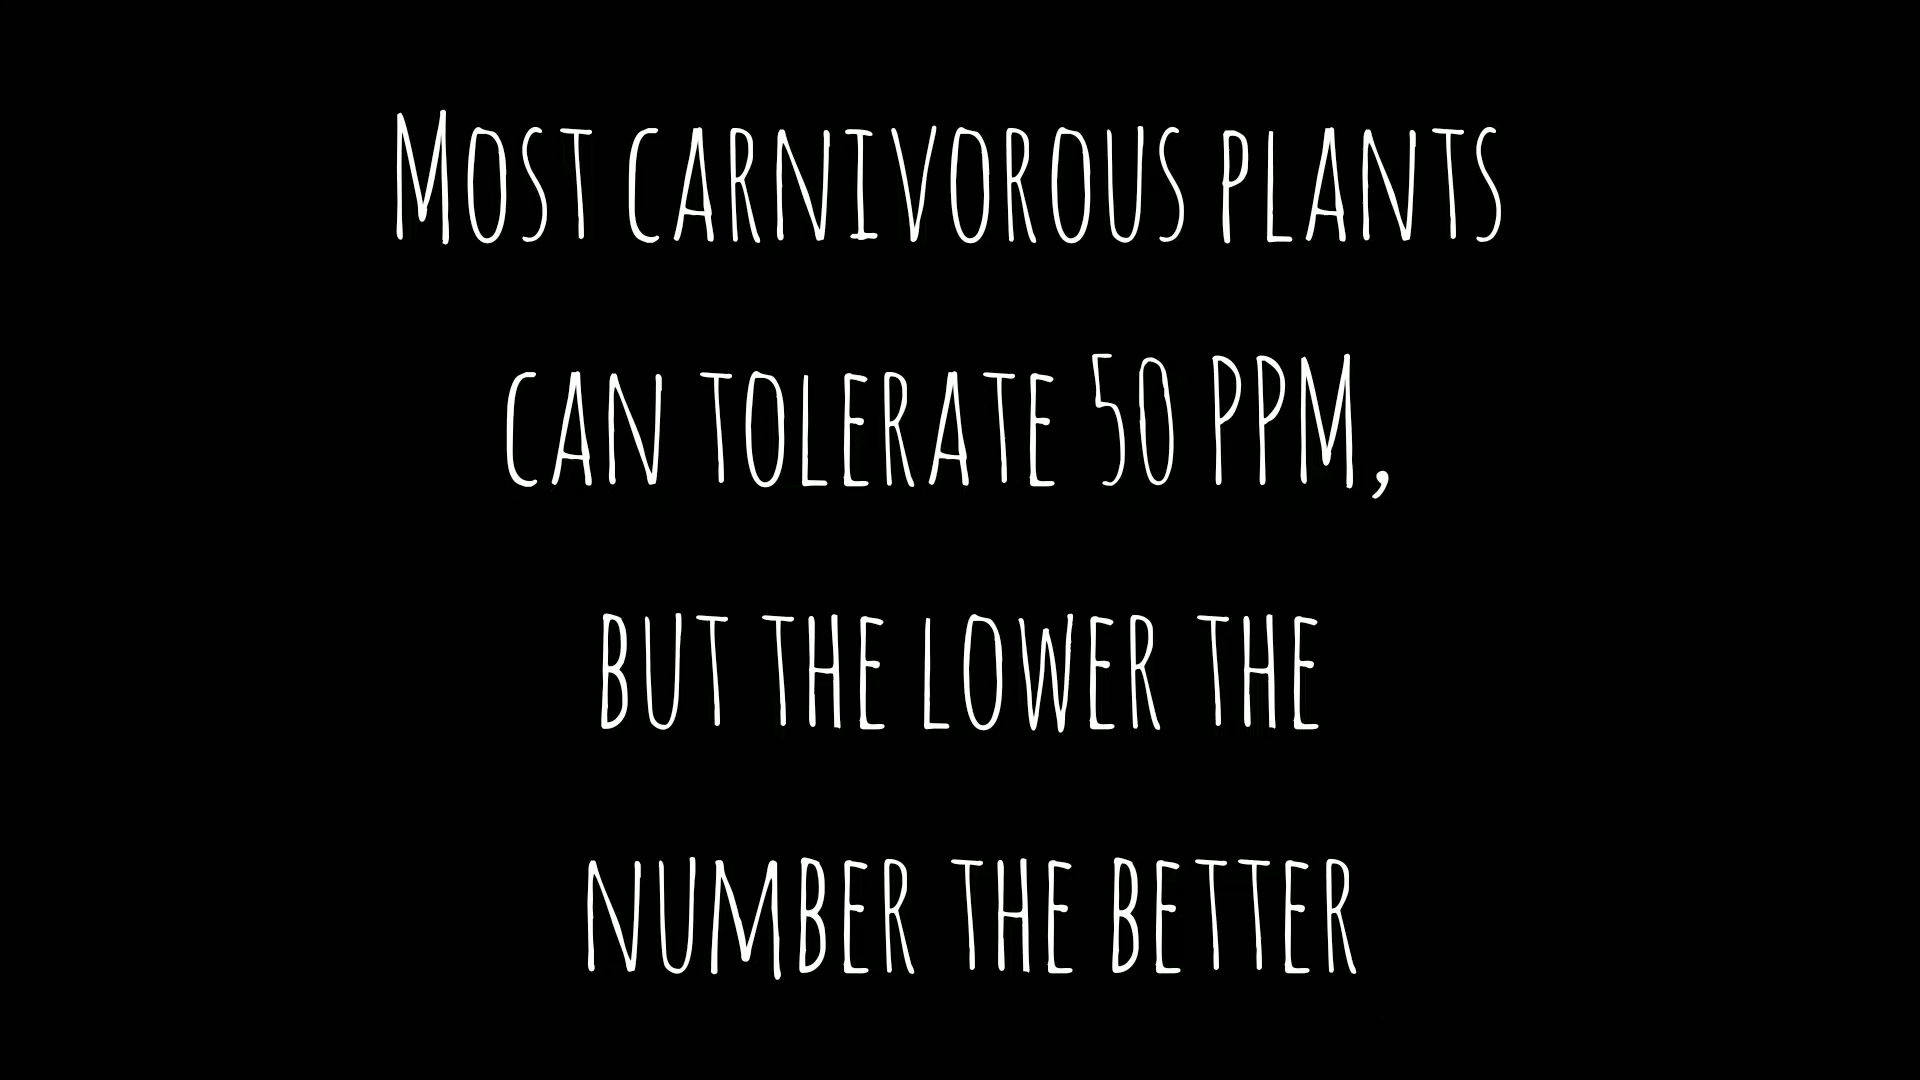 Most carnivorous plants
can tolerate 50 PPM,
but the lower the
number the better